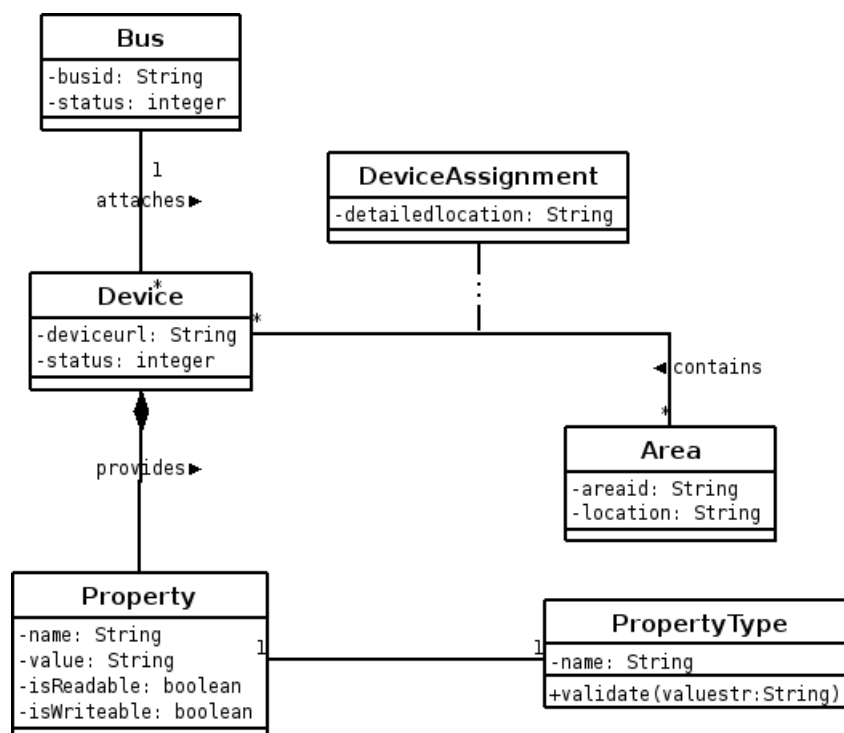 Bus
-busid: String
-status: integer
1
attaches►
DeviceAssignment
-detailedlocation: String
*
Device
-deviceurl: String
-status: integer
*
◄contains
*
provides►
Area
-areaid: String
-location: String
Property
-name: String
-value: String
-isReadable: boolean
-isWriteable: boolean
1
1
PropertyType
-name: String
+validate(valuestr:String)